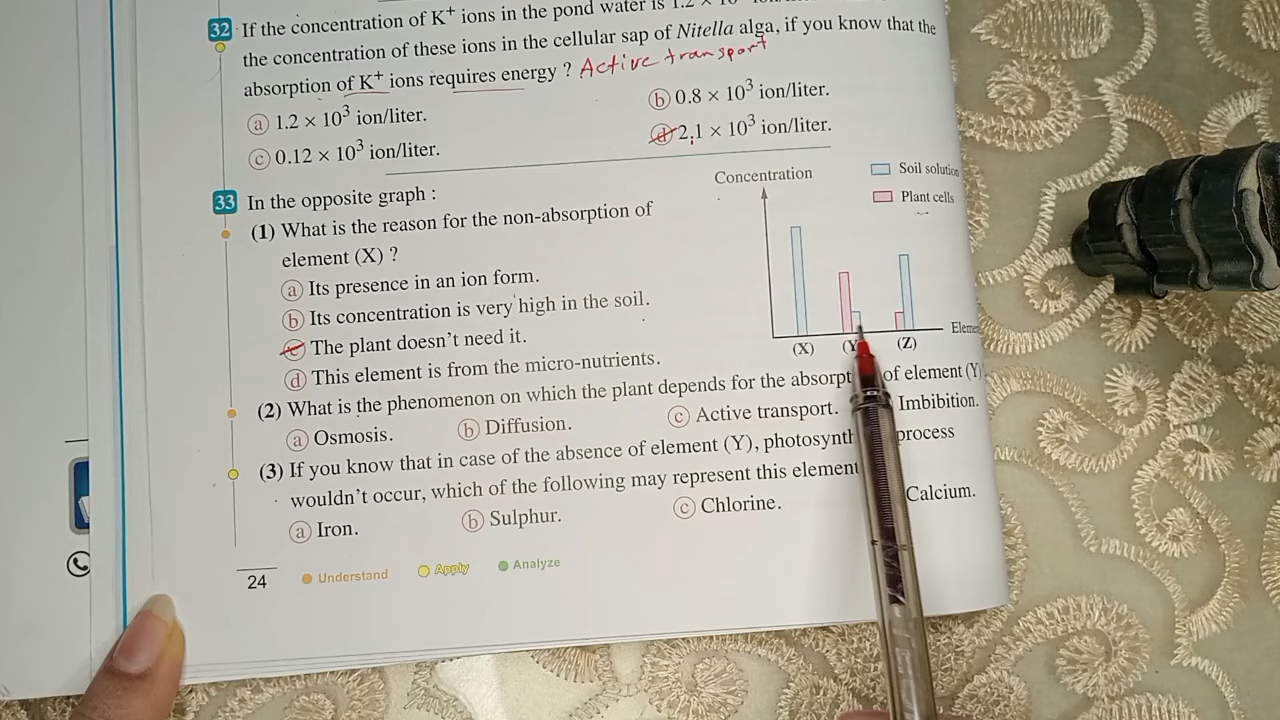 32 If the concentration of K⁺ ions in the pond water is 1.2 × 10
the concentration of these ions in the cellular sap of Nitella alga, if you know that the
absorption of K⁺ ions requires energy ? Active transport
ⓐ 1.2 × 10³ ion/liter.
ⓑ 0.8 × 10³ ion/liter.
ⓒ 0.12 × 10³ ion/liter.
ⓓ 2.1 × 10³ ion/liter.
33 In the opposite graph :
(1) What is the reason for the non-absorption of
element (X) ?
ⓐ Its presence in an ion form.
ⓑ Its concentration is very high in the soil.
ⓒ The plant doesn't need it.
ⓓ This element is from the micro-nutrients.
Concentration
Soil solution
Plant cells
(X) (Y (Z)
(2) What is the phenomenon on which the plant depends for the of element (Y)
ⓐ Osmosis. ⓑ Diffusion. ⓒ Active transport. Imbibition.
(3) If you know that in case of the absence of element (Y), process
wouldn't occur, which of the following may represent this element
ⓐ Iron. ⓑ Sulphur. ⓒ Chlorine. Calcium.
24 Understand Apply Analyze